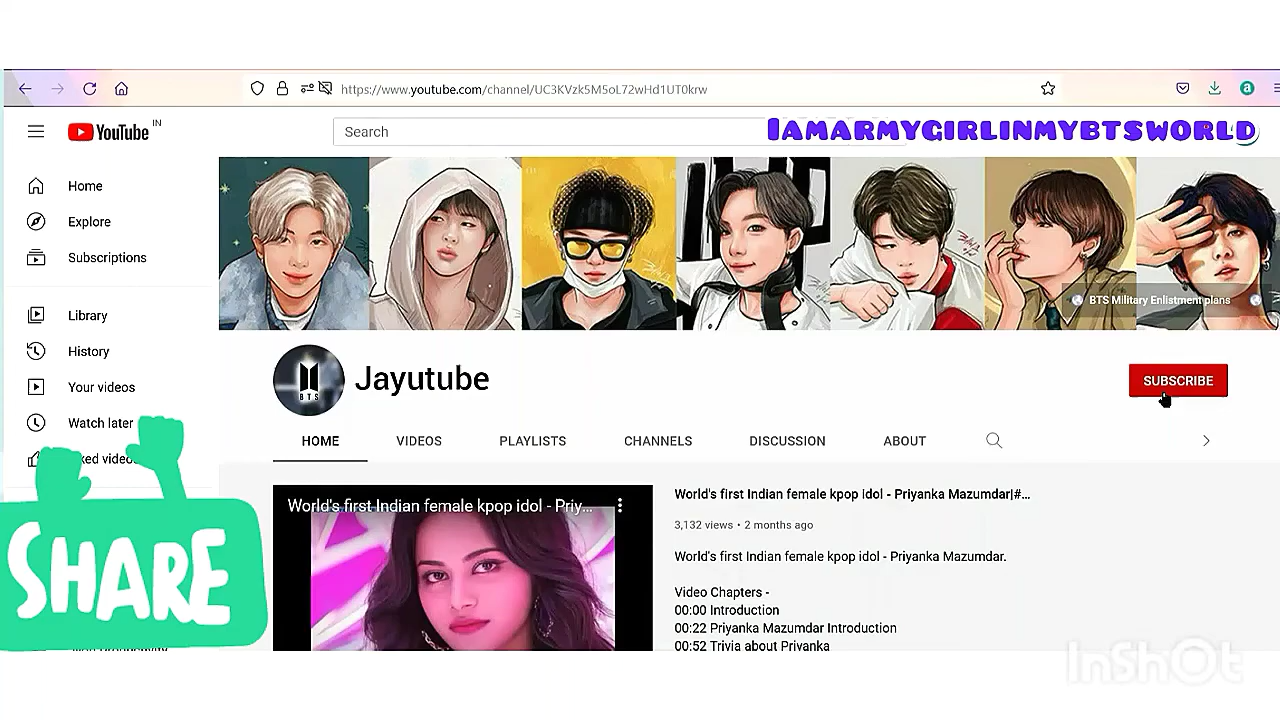 https://www.youtube.com/channel/UC3KVzk5M5oL72wHd1UT0krw
YouTube IN
Search
IAMARMYGIRLINMYBTSWORLD
Home
Explore
Subscriptions
Library
History
Your videos
Watch later
SHARE
BTS Military Enlistment plans
BTS
Jayutube
SUBSCRIBE
HOME VIDEOS PLAYLISTS CHANNELS DISCUSSION ABOUT
World's first Indian female kpop idol - Priy...
World's first Indian female kpop idol - Priyanka Mazumdar|#...
3,132 views • 2 months ago
World's first Indian female kpop idol - Priyanka Mazumdar.
Video Chapters -
00:00 Introduction
00:22 Priyanka Mazumdar Introduction
00:52 Trivia about Priyanka
InShOt